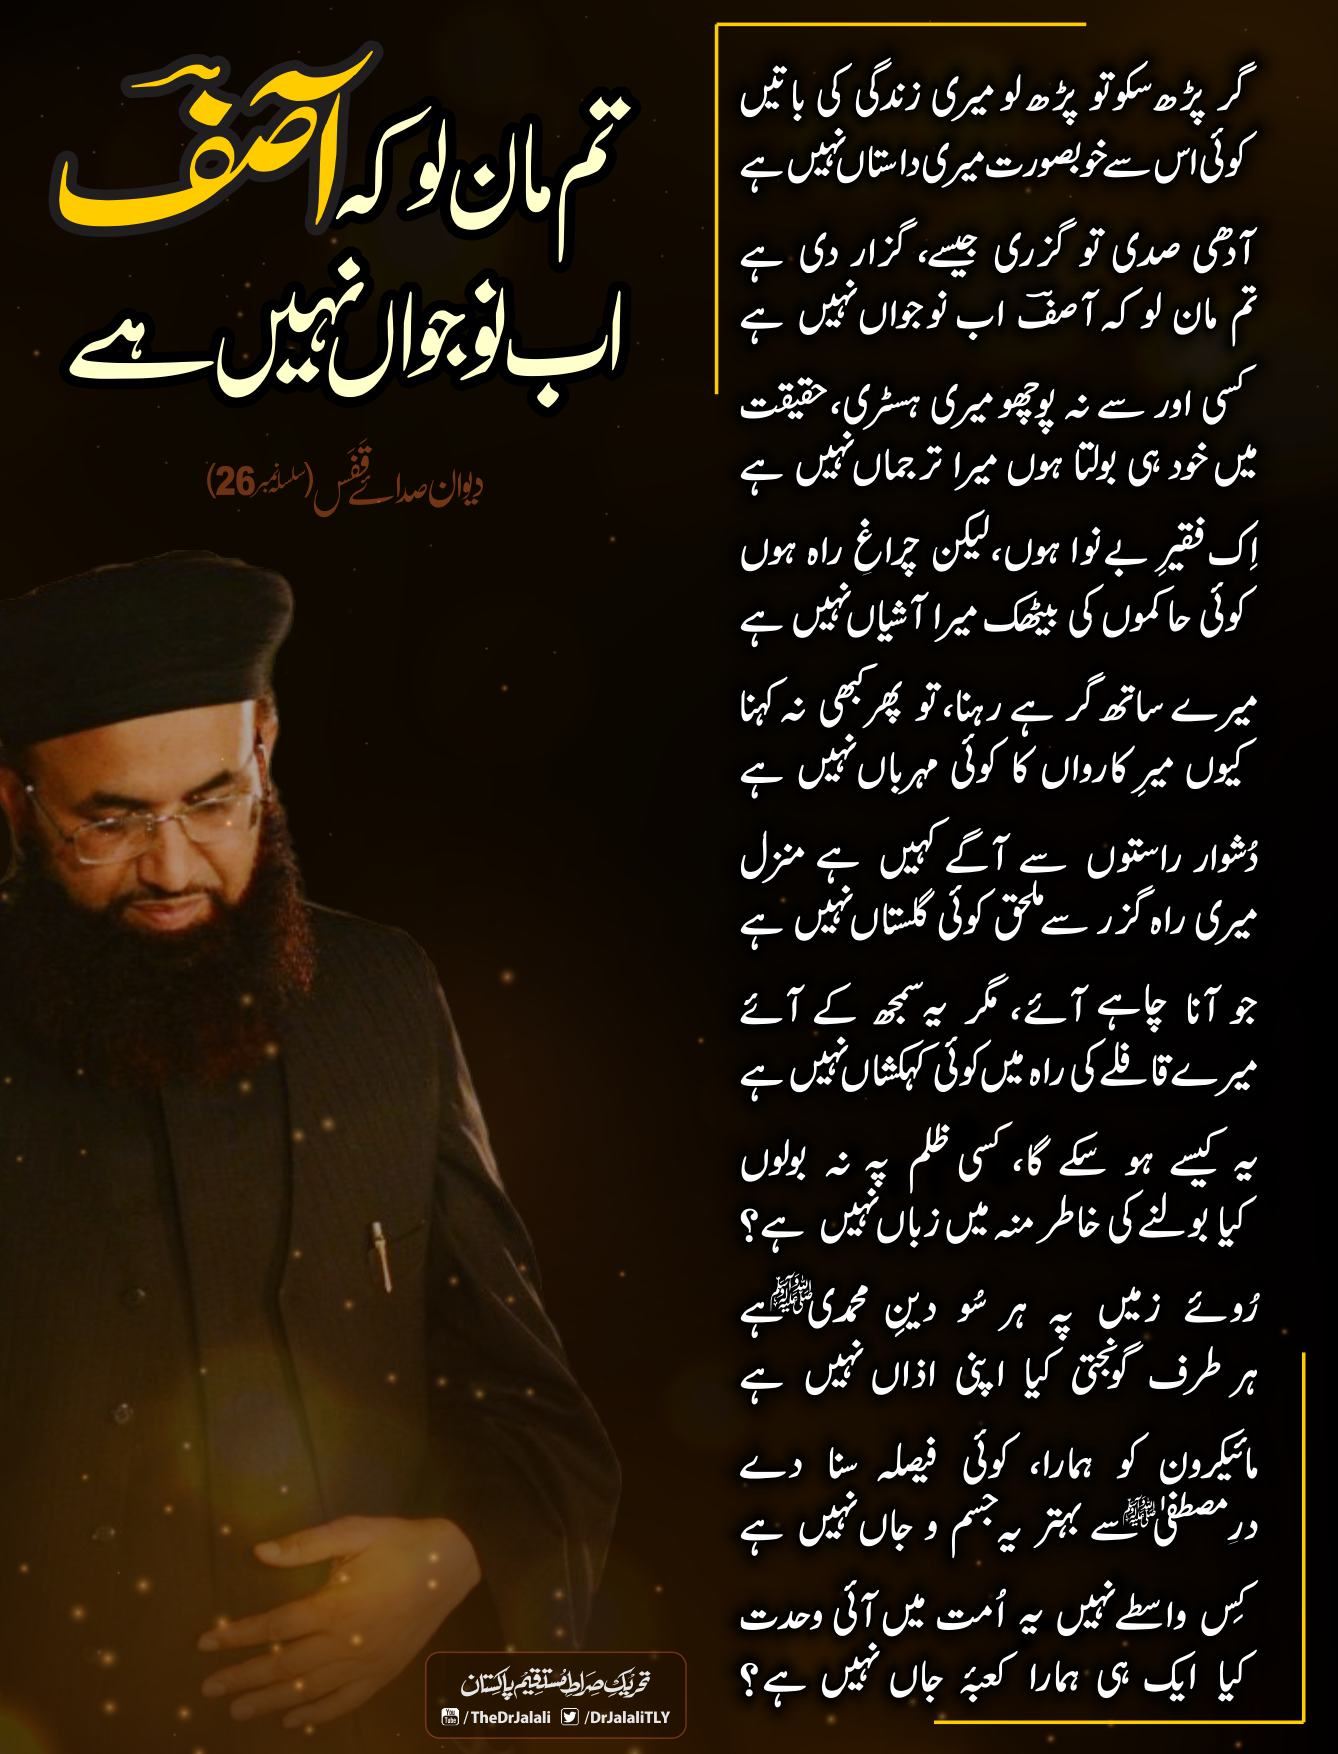 تم مان لو کہ آصفؔ
اب نوجواں نہیں ہے
دیوان صدائے قفَس (سلسلہ نمبر 26)
گر پڑھ سکو تو پڑھ لو میری زندگی کی باتیں
کوئی اس سے خوبصورت میری داستاں نہیں ہے
آدھی صدی تو گزری جیسے، گزار دی ہے
تم مان لو کہ آصفؔ اب نوجواں نہیں ہے
کسی اور سے نہ پوچھو میری ہسٹری، حقیقت
میں خود ہی بولتا ہوں میرا ترجماں نہیں ہے
اِک فقیرِ بے نوا ہوں، لیکن چراغِ راہ ہوں
کوئی حاکموں کی بیٹھک میرا آشیاں نہیں ہے
میرے ساتھ گر ہے رہنا، تو پھر کبھی نہ کہنا
کیوں میرِ کارواں کا کوئی مہرباں نہیں ہے
دُشوار راستوں سے آگے کہیں ہے منزل
میری راہ گزر سے ملحق کوئی گلستاں نہیں ہے
جو آنا چاہے آئے، مگر یہ سمجھ کے آئے
میرے قافلے کی راہ میں کوئی کہکشاں نہیں ہے
یہ کیسے ہو سکے گا، کسی ظلم پہ نہ بولوں
کیا بولنے کی خاطر منہ میں زباں نہیں ہے؟
رُوئے زمیں پہ ہر سُو دینِ محمدی ﷺ ہے
ہر طرف گونجتی کیا اپنی اذاں نہیں ہے
مائیکرون کو ہمارا، کوئی فیصلہ سنا دے
درِ مصطفیٰ ﷺ سے بہتر یہ جسم و جاں نہیں ہے
کِس واسطے نہیں یہ اُمت میں آئی وحدت
کیا ایک ہی ہمارا کعبۂ جاں نہیں ہے؟
تحریکِ صراطِ مُستقیم پاکستان
You Tube /TheDrJalali /DrJalaliTLY